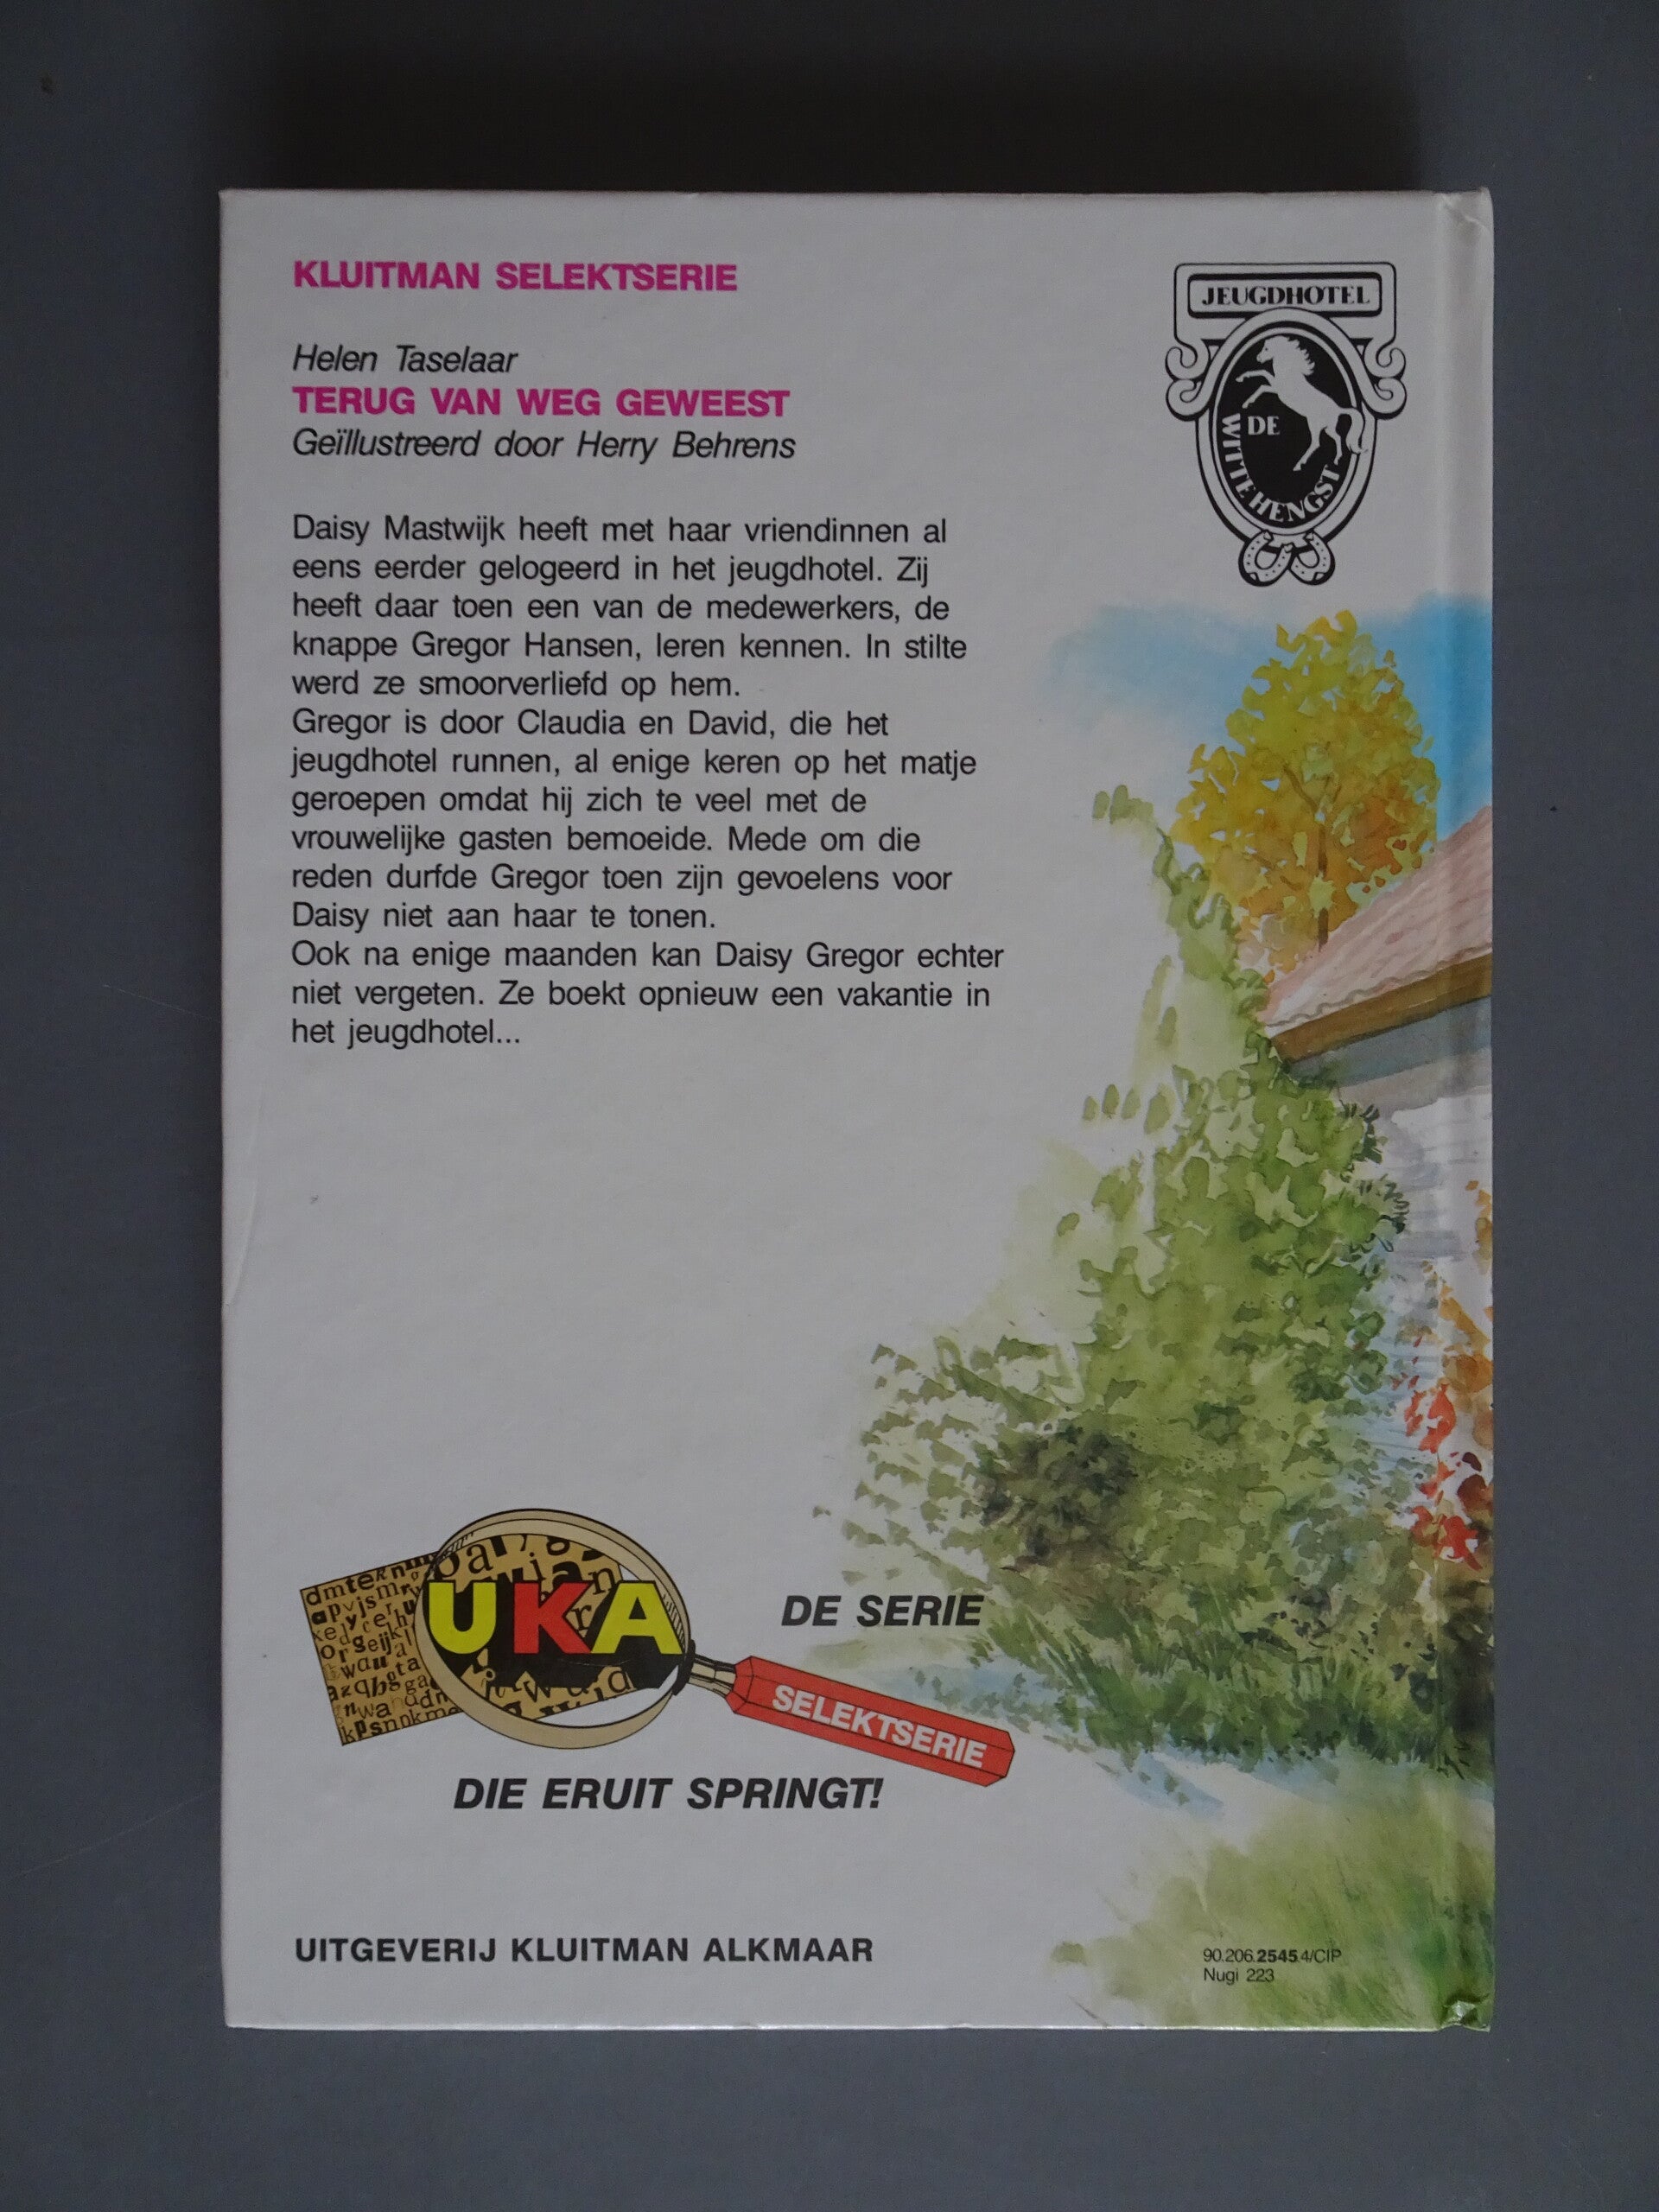 KLUITMAN SELEKTSERIE
Helen Taselaar
TERUG VAN WEG GEWEEST
Geïllustreerd door Herry Behrens
JEUGDHOTEL
DE
WITTE HENGST
Daisy Mastwijk heeft met haar vriendinnen al
eens eerder gelogeerd in het jeugdhotel. Zij
heeft daar toen een van de medewerkers, de
knappe Gregor Hansen, leren kennen. In stilte
werd ze smoorverliefd op hem.
Gregor is door Claudia en David, die het
jeugdhotel runnen, al enige keren op het matje
geroepen omdat hij zich te veel met de
vrouwelijke gasten bemoeide. Mede om die
reden durfde Gregor toen zijn gevoelens voor
Daisy niet aan haar te tonen.
Ook na enige maanden kan Daisy Gregor echter
niet vergeten. Ze boekt opnieuw een vakantie in
het jeugdhotel...
UKA
DE SERIE
SELEKTSERIE
DIE ERUIT SPRINGT!
UITGEVERIJ KLUITMAN ALKMAAR
90.206.2545.4/CIP
Nugi 223